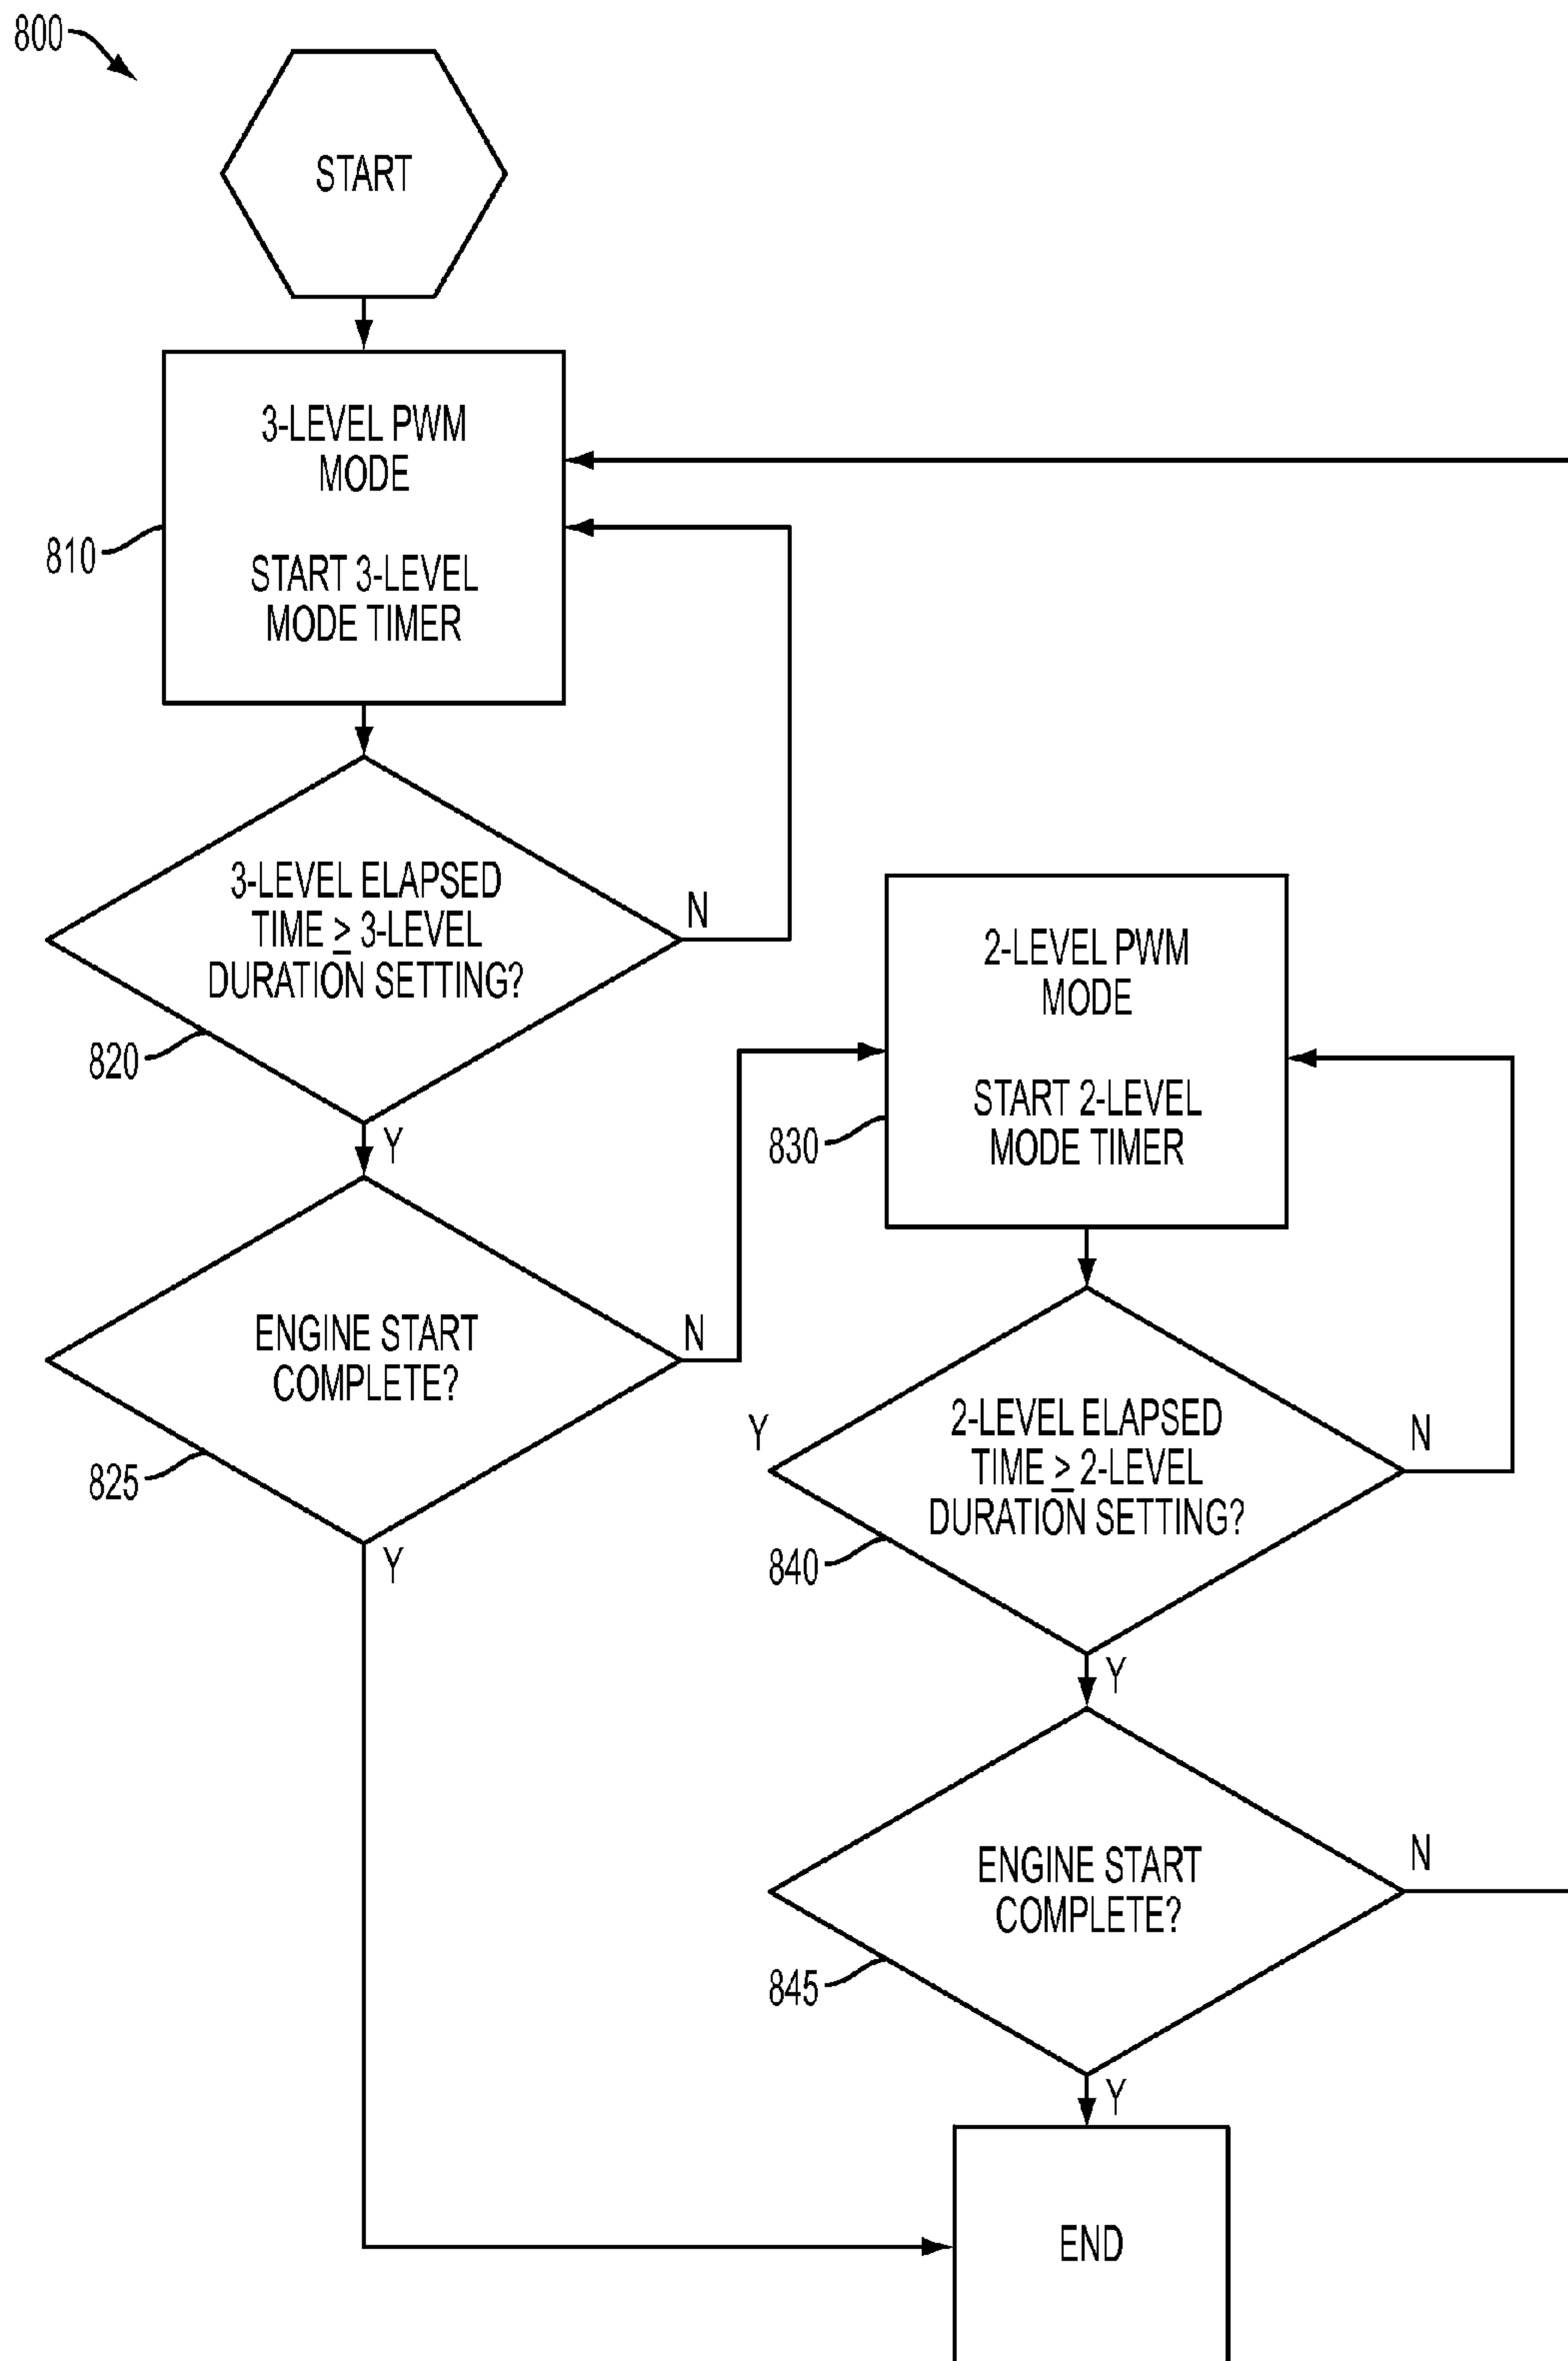 800
START
3-LEVEL PWM
MODE
START 3-LEVEL
MODE TIMER
810
3-LEVEL ELAPSED
TIME ≥ 3-LEVEL
DURATION SETTING?
N
820
Y
ENGINE START
COMPLETE?
N
825
Y
2-LEVEL PWM
MODE
START 2-LEVEL
MODE TIMER
830
Y
2-LEVEL ELAPSED
TIME ≥ 2-LEVEL
DURATION SETTING?
N
840
Y
ENGINE START
COMPLETE?
N
845
Y
END